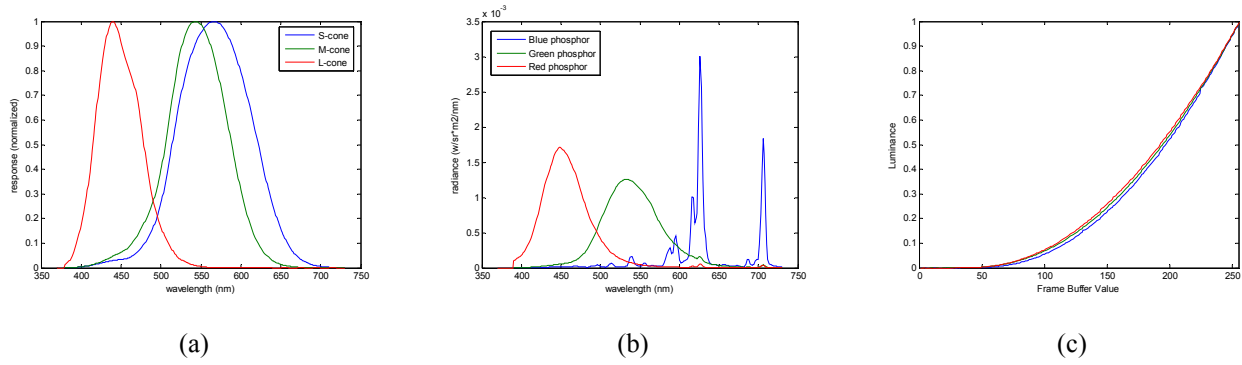 1
0.9
0.8
0.7
0.6
0.5
0.4
0.3
0.2
0.1
0
350 400 450 500 550 600 650 700 750
wavelength (nm)
response (normalized)
S-cone
M-cone
L-cone
(a)
x 10-3
3.5
3
2.5
2
1.5
1
0.5
0
350 400 450 500 550 600 650 700 750
wavelength (nm)
radiance (w/sr*m2/nm)
Blue phosphor
Green phosphor
Red phosphor
(b)
1
0.9
0.8
0.7
0.6
0.5
0.4
0.3
0.2
0.1
0
0 50 100 150 200 250
Frame Buffer Value
Luminance
(c)